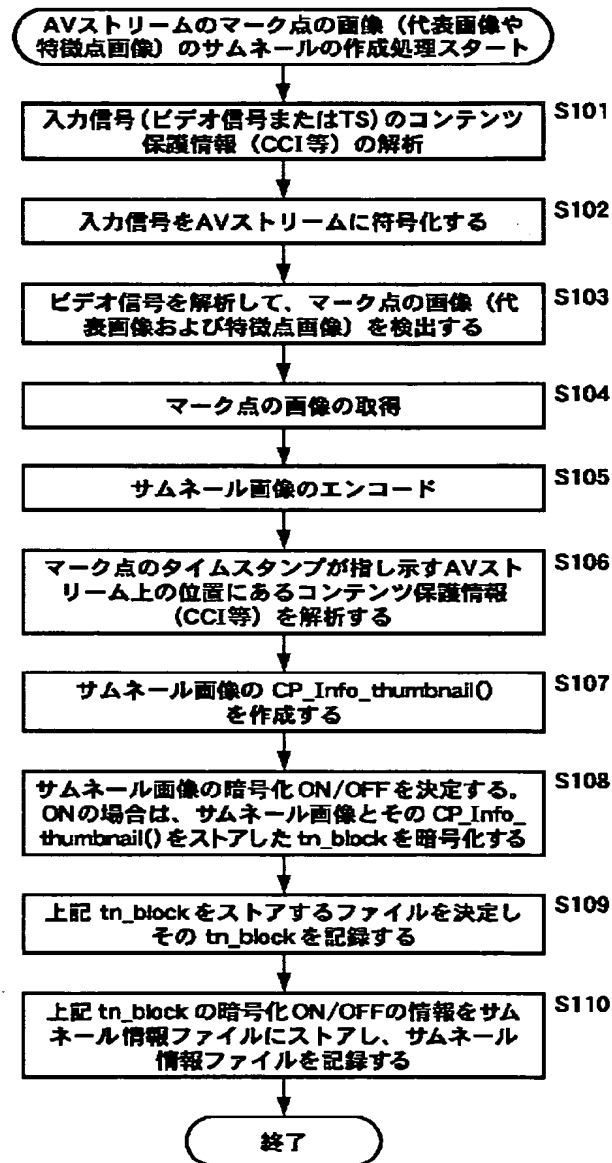 AVストリームのマーク点の画像（代表画像や
特徴点画像）のサムネールの作成処理スタート
S101
入力信号（ビデオ信号またはTS）のコンテンツ
保護情報（CCI等）の解析
S102
入力信号をAVストリームに符号化する
S103
ビデオ信号を解析して、マーク点の画像（代
表画像および特徴点画像）を検出する
S104
マーク点の画像の取得
S105
サムネール画像のエンコード
S106
マーク点のタイムスタンプが指し示すAVスト
リーム上の位置にあるコンテンツ保護情報
（CCI等）を解析する
S107
サムネール画像の CP_Info_thumbnail()
を作成する
S108
サムネール画像の暗号化 ON/OFF を決定する。
ONの場合は、サムネール画像とその CP_Info_
thumbnail() をストアした tn_block を暗号化する
S109
上記 tn_block をストアするファイルを決定し
その tn_block を記録する
S110
上記 tn_block の暗号化 ON/OFFの情報をサム
ネール情報ファイルにストアし、サムネール
情報ファイルを記録する
終了